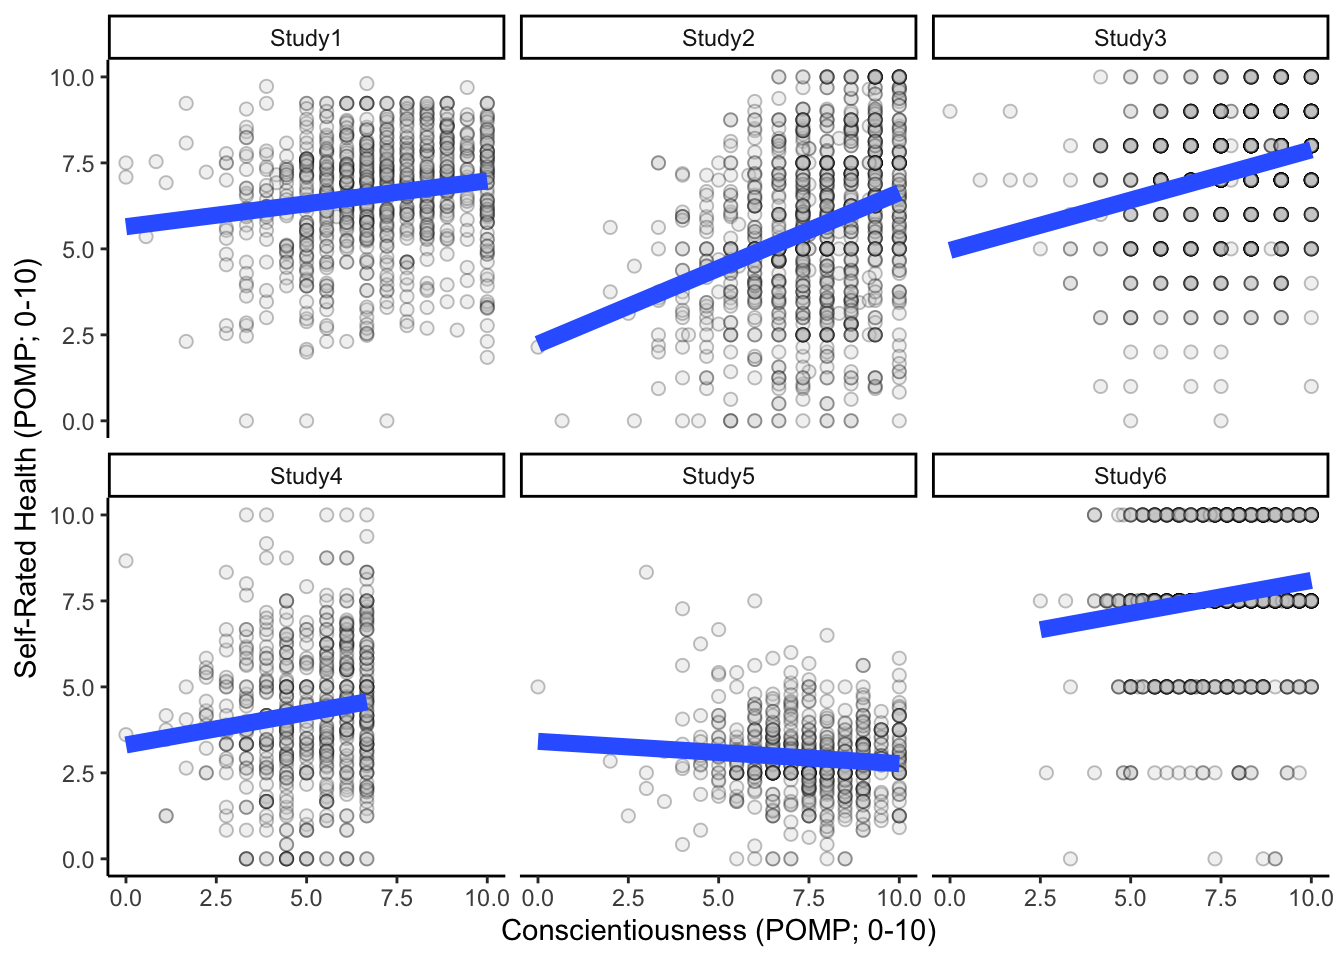 Study1 Study2 Study3
10.0
7.5
5.0
2.5
0.0
Study4 Study5 Study6
10.0
7.5
5.0
2.5
0.0
0.0 2.5 5.0 7.5 10.0 0.0 2.5 5.0 7.5 10.0 0.0 2.5 5.0 7.5 10.0
Conscientiousness (POMP; 0-10)
Self-Rated Health (POMP; 0-10)